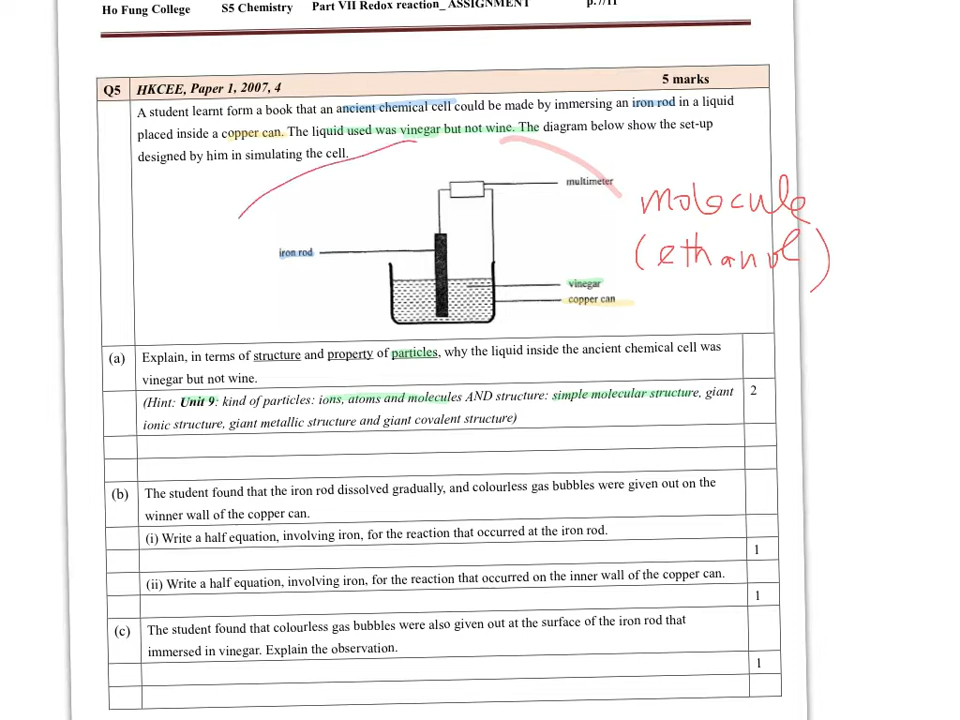 Ho Fung College S5 Chemistry Part VII Redox reaction_ ASSIGNMENT p.7/11
Q5 HKCEE, Paper 1, 2007, 4 5 marks
A student learnt form a book that an ancient chemical cell could be made by immersing an iron rod in a liquid
placed inside a copper can. The liquid used was vinegar but not wine. The diagram below show the set-up
designed by him in simulating the cell.
multimeter
molecule
iron rod
(ethanol)
vinegar
copper can
(a) Explain, in terms of structure and property of particles, why the liquid inside the ancient chemical cell was
vinegar but not wine.
(Hint: Unit 9: kind of particles: ions, atoms and molecules AND structure: simple molecular structure, giant 2
ionic structure, giant metallic structure and giant covalent structure)
(b) The student found that the iron rod dissolved gradually, and colourless gas bubbles were given out on the
winner wall of the copper can.
(i) Write a half equation, involving iron, for the reaction that occurred at the iron rod.
1
(ii) Write a half equation, involving iron, for the reaction that occurred on the inner wall of the copper can.
1
(c) The student found that colourless gas bubbles were also given out at the surface of the iron rod that
immersed in vinegar. Explain the observation.
1